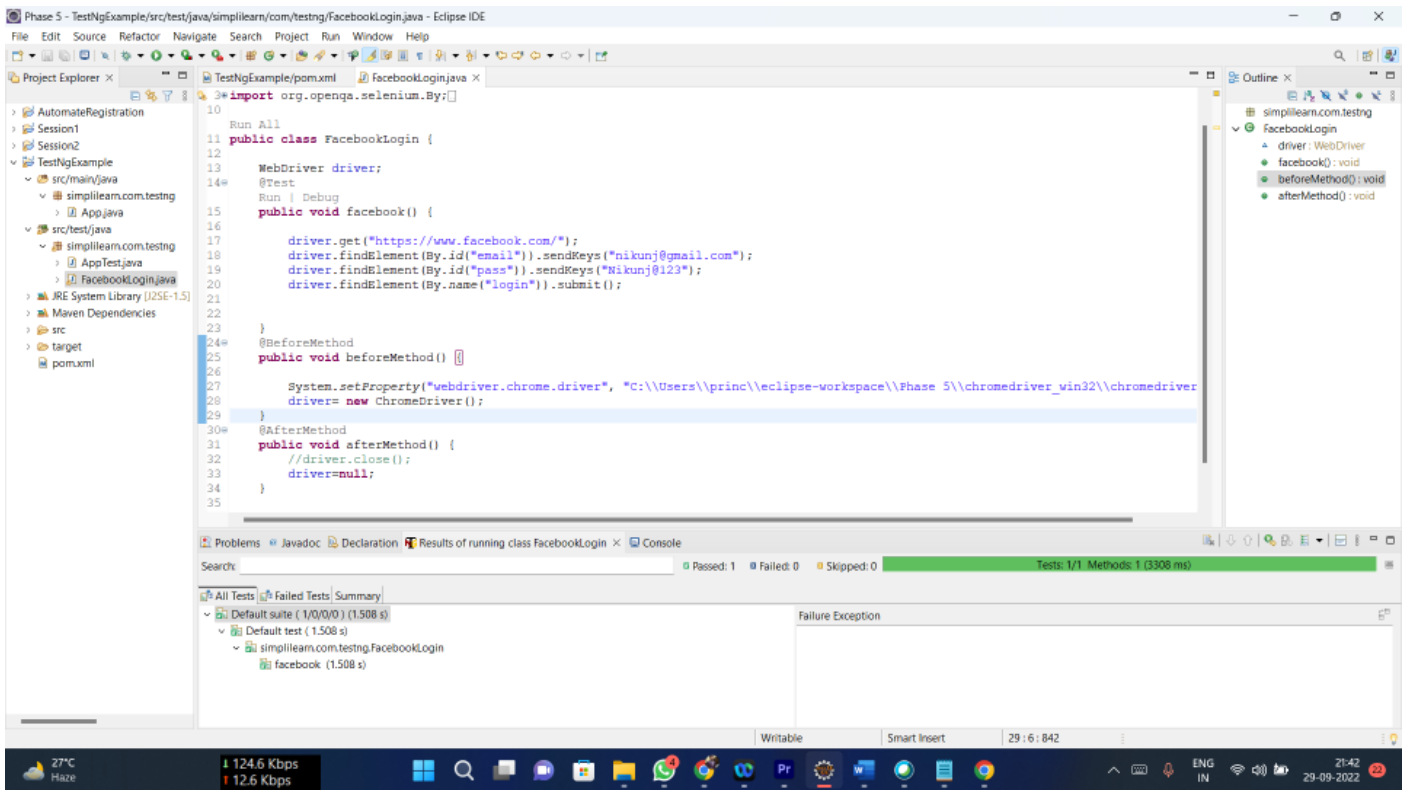 Phase 5 - TestNgExample/src/test/java/simplilearn/com/testng/FacebookLogin.java - Eclipse IDE
File Edit Source Refactor Navigate Search Project Run Window Help
Project Explorer
AutomateRegistration
Session1
Session2
TestNgExample
src/main/java
simplilearn.com.testng
App.java
src/test/java
simplilearn.com.testng
AppTest.java
FacebookLogin.java
JRE System Library [J2SE-1.5]
Maven Dependencies
src
target
pom.xml
TestNgExample/pom.xml FacebookLogin.java
3 import org.openqa.selenium.By;
10
Run All
11 public class FacebookLogin {
12
13 WebDriver driver;
14 @Test
Run | Debug
15 public void facebook() {
16
17 driver.get("https://www.facebook.com/");
18 driver.findElement(By.id("email")).sendKeys("nikunj@gmail.com");
19 driver.findElement(By.id("pass")).sendKeys("Nikunj@123");
20 driver.findElement(By.name("login")).submit();
21
22
23 }
24 @BeforeMethod
25 public void beforeMethod() {
26
27 System.setProperty("webdriver.chrome.driver", "C:\\Users\\princ\\eclipse-workspace\\Phase 5\\chromedriver_win32\\chromedriver
28 driver= new ChromeDriver();
29 }
30 @AfterMethod
31 public void afterMethod() {
32 //driver.close();
33 driver=null;
34 }
35
Outline
simplilearn.com.testng
FacebookLogin
driver : WebDriver
facebook() : void
beforeMethod() : void
afterMethod() : void
Problems Javadoc Declaration Results of running class FacebookLogin Console
Search: Passed: 1 Failed: 0 Skipped: 0 Tests: 1/1 Methods: 1 (3308 ms)
All Tests Failed Tests Summary
Default suite ( 1/0/0/0 ) (1.508 s)
Default test ( 1.508 s)
simplilearn.com.testng.FacebookLogin
facebook (1.508 s)
Failure Exception
Writable Smart Insert 29 : 6 : 842
27°C
Haze
124.6 Kbps
12.6 Kbps
4
Pr
ENG
IN
21:42
29-09-2022
22